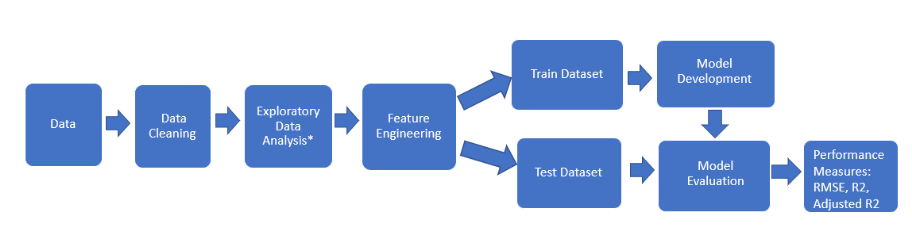 Data
Data
Cleaning
Exploratory
Data
Analysis*
Feature
Engineering
Train Dataset
Model
Development
Test Dataset
Model
Evaluation
Performance
Measures:
RMSE, R2,
Adjusted R2